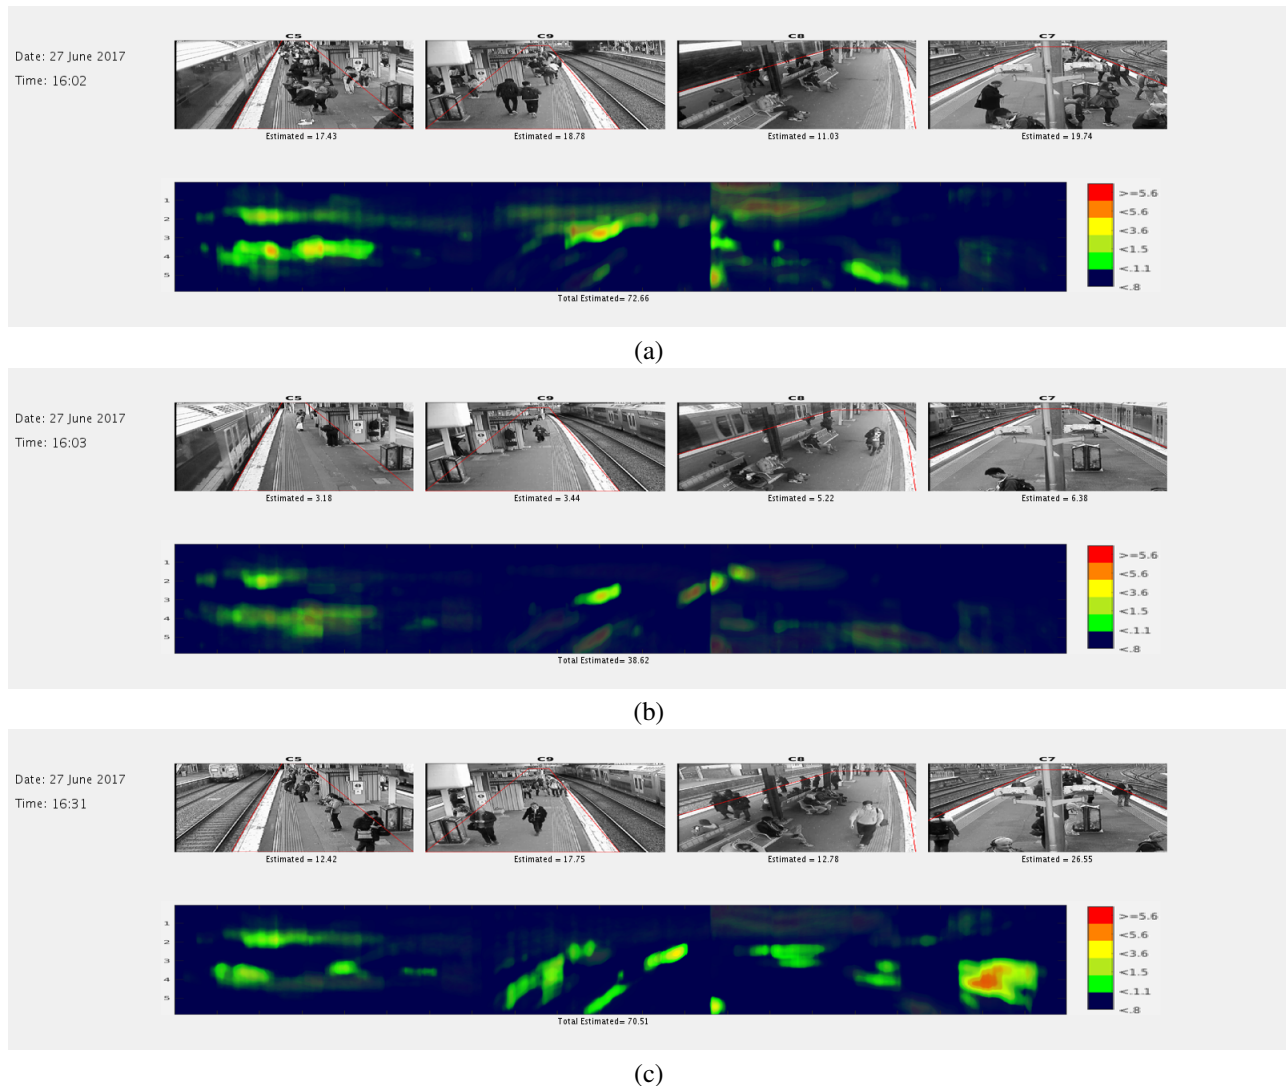 C5 C9 C8 C7
Date: 27 June 2017
Time: 16:02
Estimated = 17.43 Estimated = 18.78 Estimated = 11.03 Estimated = 19.74
1
2
3
4
5
>=5.6
<5.6
<3.6
<1.5
<.1.1
<.8
Total Estimated= 72.66
(a)
C5 C9 C8 C7
Date: 27 June 2017
Time: 16:03
Estimated = 3.18 Estimated = 3.44 Estimated = 5.22 Estimated = 6.38
1
2
3
4
5
>=5.6
<5.6
<3.6
<1.5
<.1.1
<.8
Total Estimated= 38.62
(b)
C5 C9 C8 C7
Date: 27 June 2017
Time: 16:31
Estimated = 12.42 Estimated = 17.75 Estimated = 12.78 Estimated = 26.55
1
2
3
4
5
>=5.6
<5.6
<3.6
<1.5
<.1.1
<.8
Total Estimated= 70.51
(c)